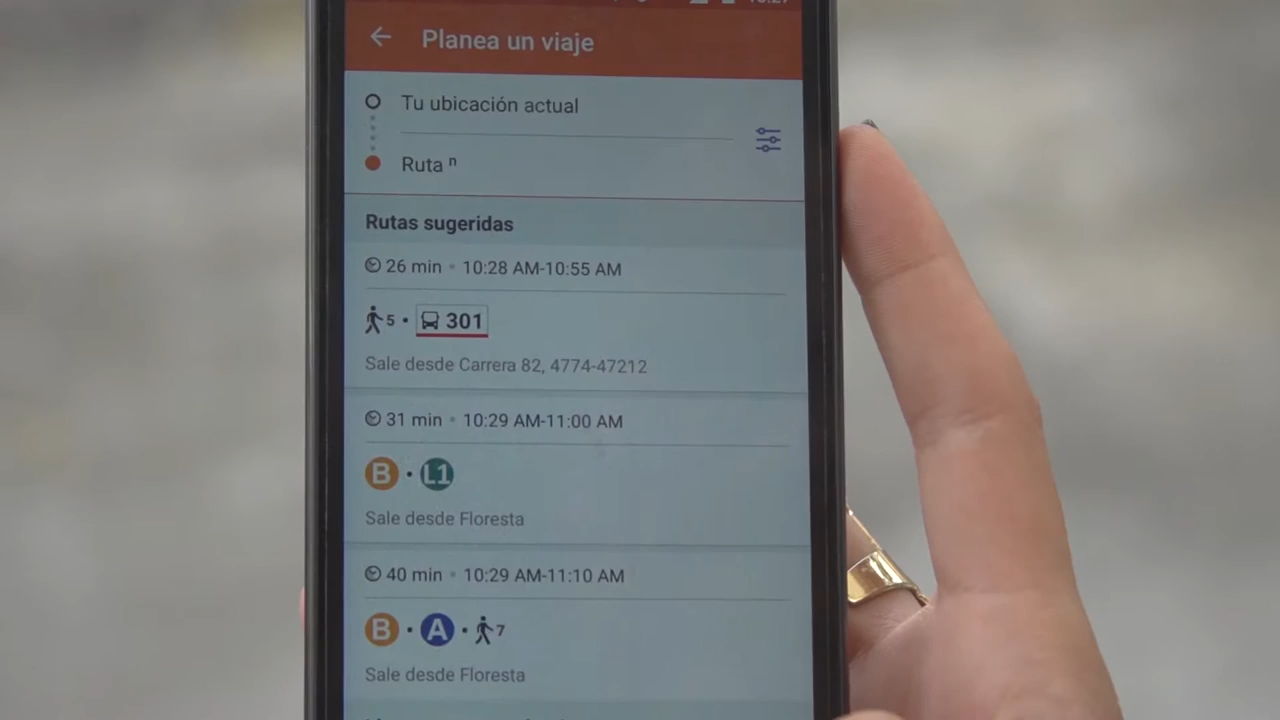 Planea un viaje
Tu ubicación actual
Ruta ⁿ
Rutas sugeridas
26 min • 10:28 AM-10:55 AM
5 • 301
Sale desde Carrera 82, 4774-47212
31 min • 10:29 AM-11:00 AM
B • L1
Sale desde Floresta
40 min • 10:29 AM-11:10 AM
B • A • 7
Sale desde Floresta